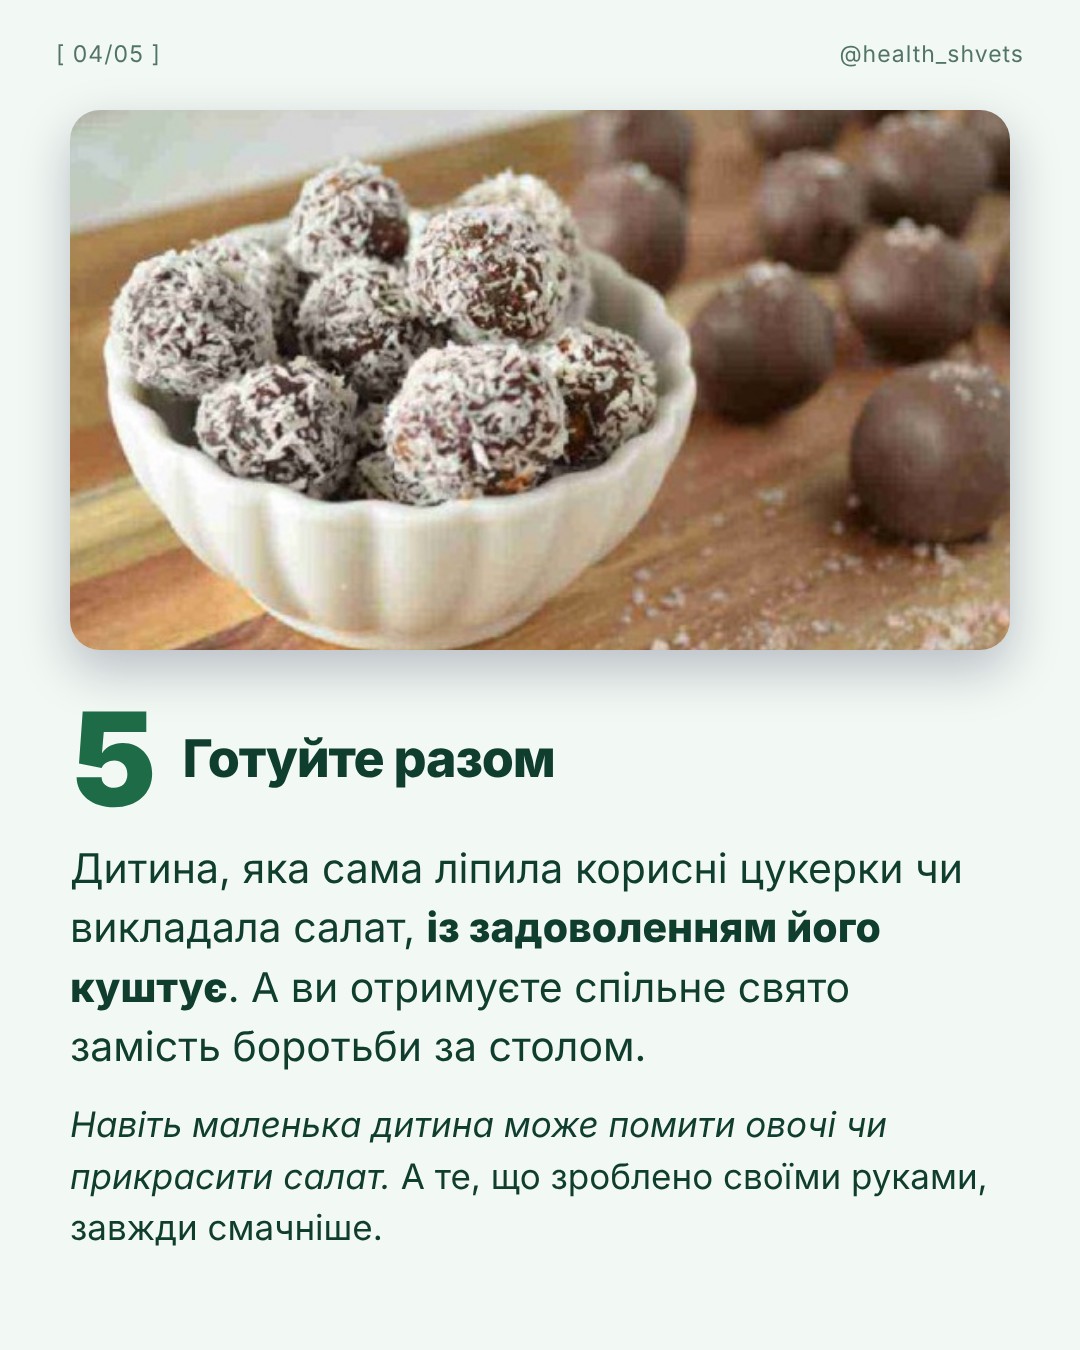 [ 04/05 ]
@health_shvets
5 Готуйте разом
Дитина, яка сама ліпила корисні цукерки чи
викладала салат, із задоволенням його
куштує. А ви отримуєте спільне свято
замість боротьби за столом.
Навіть маленька дитина може помити овочі чи
прикрасити салат. А те, що зроблено своїми руками,
завжди смачніше.